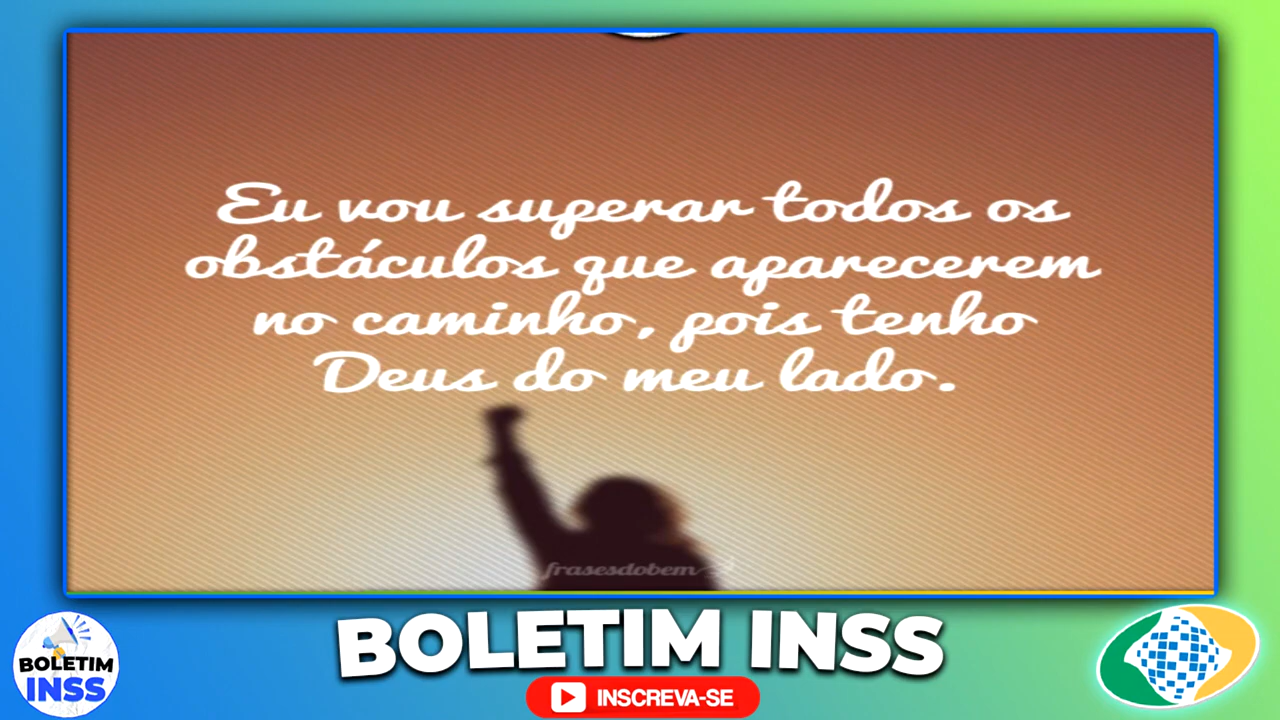 Eu vou superar todos os
obstáculos que aparecerem
no caminho, pois tenho
Deus do meu lado.
frasesdobem
BOLETIM INSS
BOLETIM
INSS
INSCREVA-SE